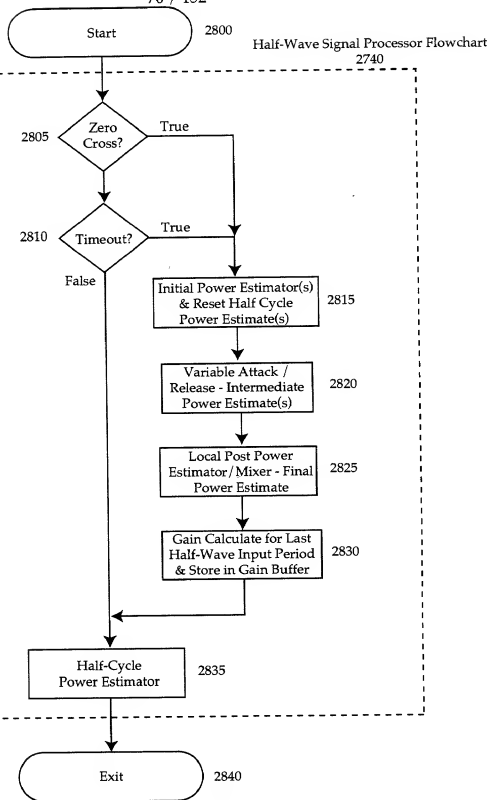 Start
2800
Half-Wave Signal Processor Flowchart
2740
Zero
Cross?
2805
True
Timeout?
2810
True
False
Initial Power Estimator(s)
& Reset Half Cycle
Power Estimate(s)
2815
Variable Attack /
Release - Intermediate
Power Estimate(s)
2820
Local Post Power
Estimator/Mixer - Final
Power Estimate
2825
Gain Calculate for Last
Half-Wave Input Period
& Store in Gain Buffer
2830
Half-Cycle
Power Estimator
2835
Exit
2840